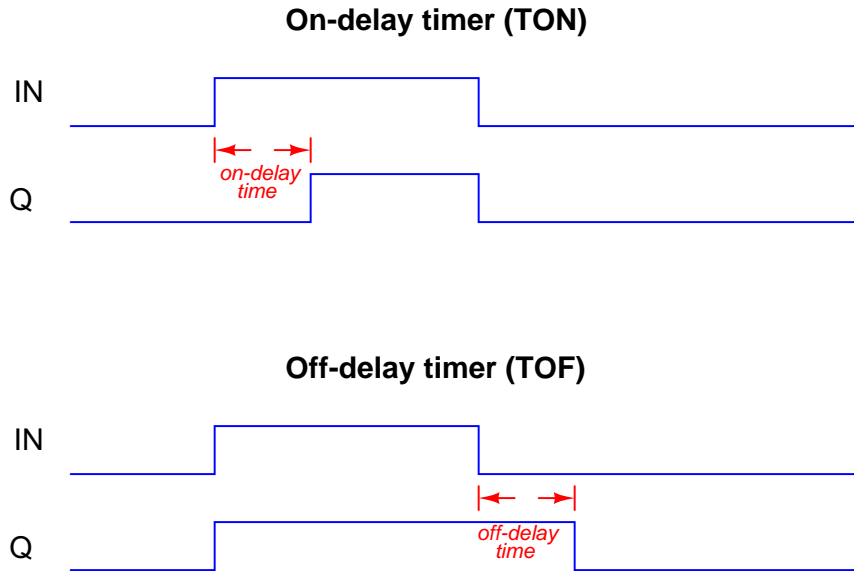 On-delay timer (TON)
IN
on-delay
time
Q
Off-delay timer (TOF)
IN
Q
off-delay
time